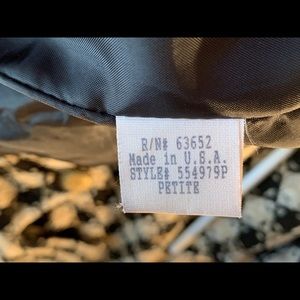 R/N# 63652
Made in U.S.A.
STYLE# 554979P
PETITE